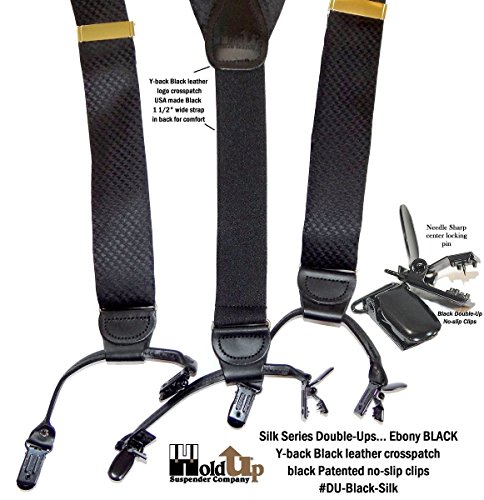 Hold Up
Y-back Black leather
logo crosspatch
USA made Black
1 1/2" wide strap
in back for comfort
Needle Sharp
center locking
pin
Black Double-Up
No-slip Clips
Silk Series Double-Ups... Ebony BLACK
Y-back Black leather crosspatch
black Patented no-slip clips
#DU-Black-Silk
HoldUp
Suspender Company